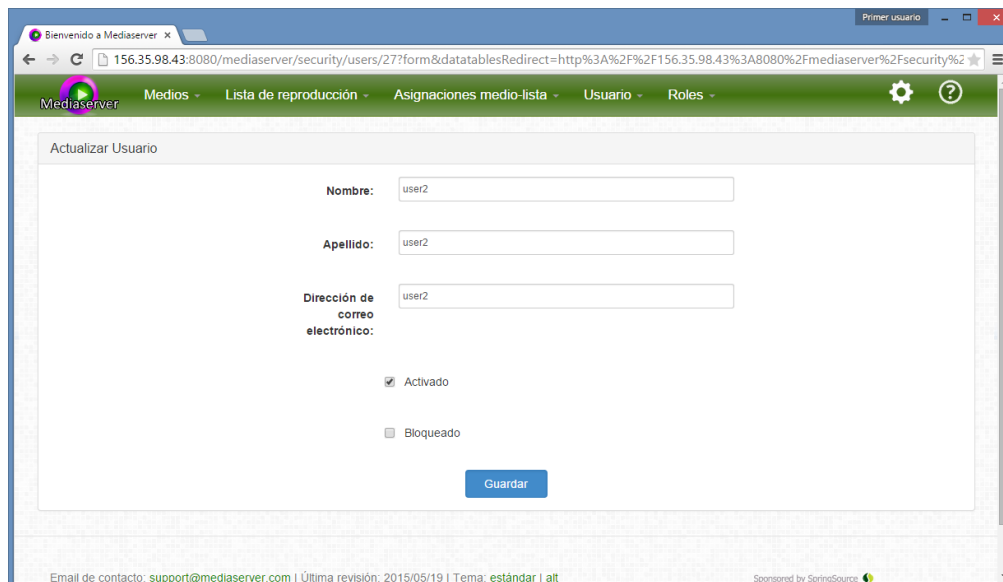 Primer usuario
Bienvenido a Mediaserver
156.35.98.43:8080/mediaserver/security/users/27?form&datatablesRedirect=http%3A%2F%2F156.35.98.43%3A8080%2Fmediaserver%2Fsecurity%2
Mediaserver Medios Lista de reproducción Asignaciones medio-lista Usuario Roles ?
Actualizar Usuario
Nombre: user2
Apellido: user2
Dirección de correo electrónico: user2
Activado
Bloqueado
Guardar
Email de contacto: support@mediaserver.com | Última revisión: 2015/05/19 | Tema: estándar | alt
Sponsored by SpringSource